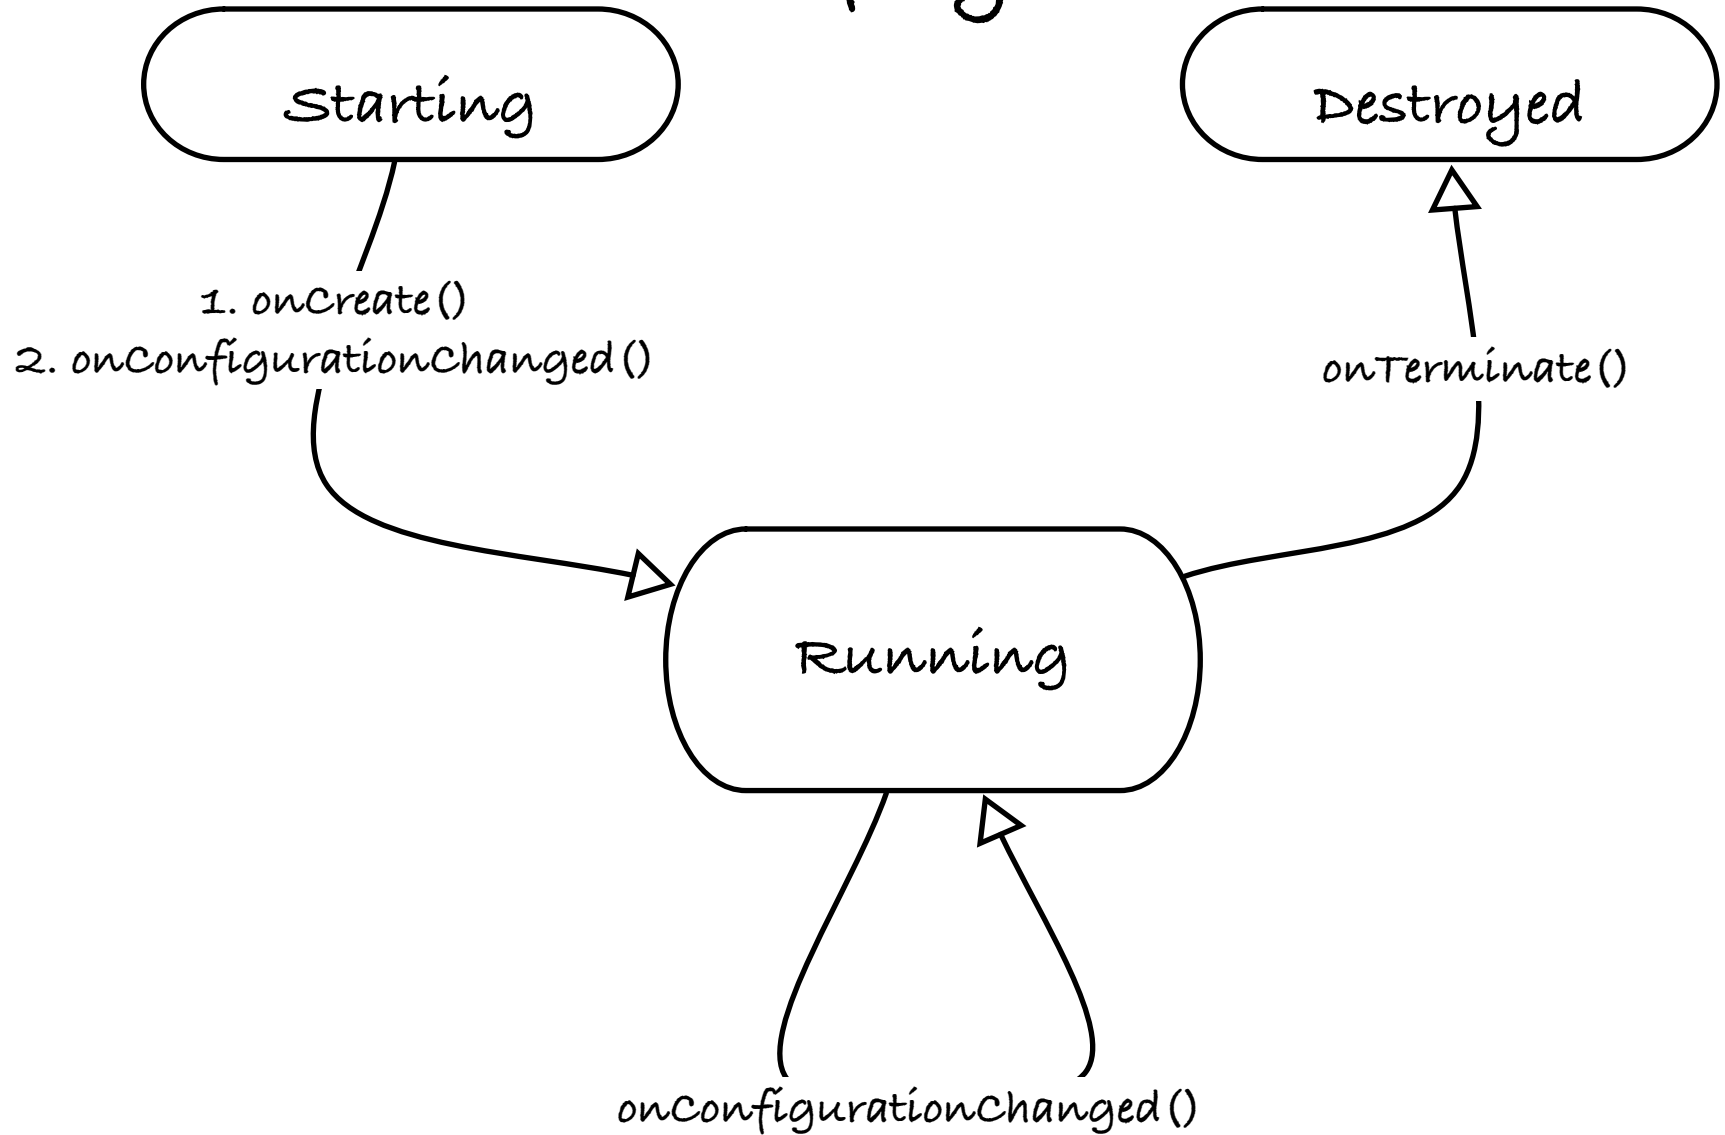 Starting
Destroyed
1. onCreate()
2. onConfigurationChanged()
onTerminate()
Running
onConfigurationChanged()